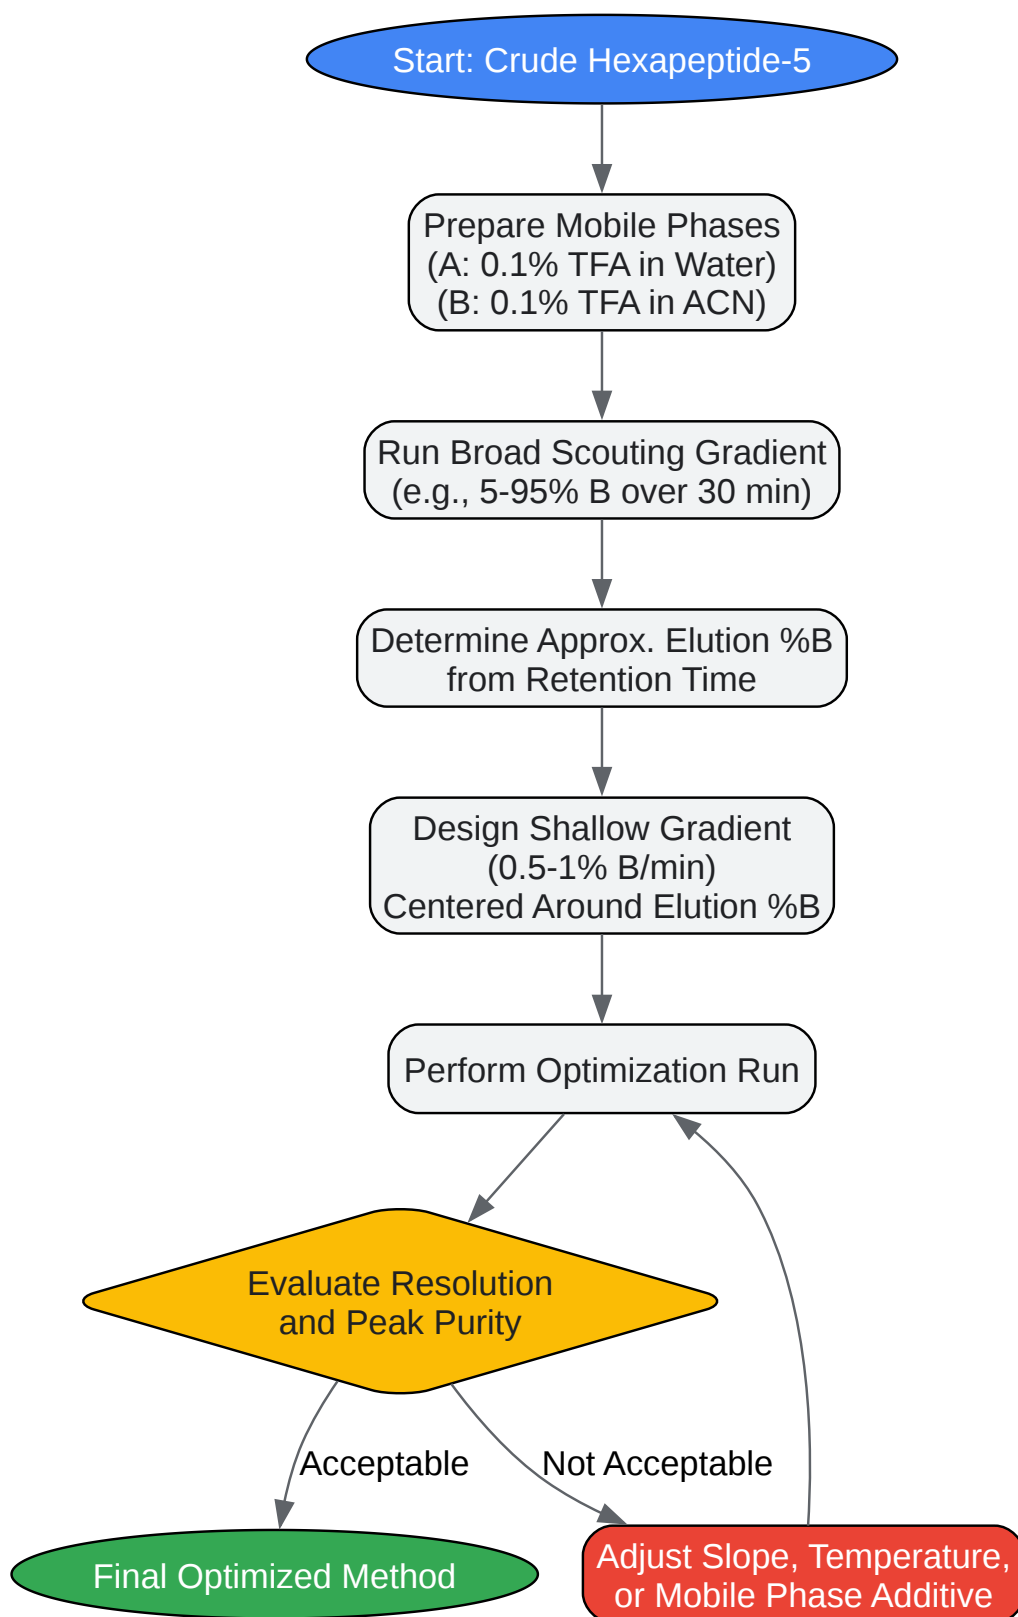 Start: Crude Hexapeptide-5
Prepare Mobile Phases
(A: 0.1% TFA in Water)
(B: 0.1% TFA in ACN)
Run Broad Scouting Gradient
(e.g., 5-95% B over 30 min)
Determine Approx. Elution %B
from Retention Time
Design Shallow Gradient
(0.5-1% B/min)
Centered Around Elution %B
Perform Optimization Run
Evaluate Resolution
and Peak Purity
Acceptable
Not Acceptable
Final Optimized Method
Adjust Slope, Temperature,
or Mobile Phase Additive